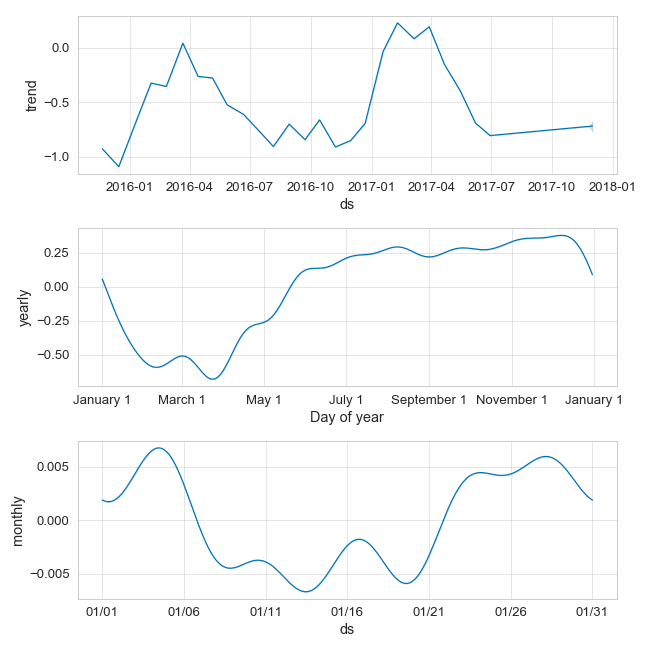 0.0
−0.5
−1.0
trend
2016-01 2016-04 2016-07 2016-10 2017-01 2017-04 2017-07 2017-10 2018-01
ds
0.25
0.00
−0.25
−0.50
yearly
January 1 March 1 May 1 July 1 September 1 November 1 January 1
Day of year
0.005
0.000
−0.005
monthly
01/01 01/06 01/11 01/16 01/21 01/26 01/31
ds